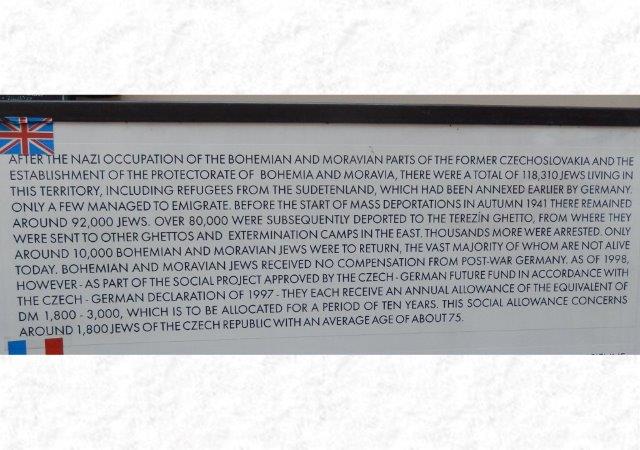 AFTER THE NAZI OCCUPATION OF THE BOHEMIAN AND MORAVIAN PARTS OF THE FORMER CZECHOSLOVAKIA AND THE
ESTABLISHMENT OF THE PROTECTORATE OF BOHEMIA AND MORAVIA, THERE WERE A TOTAL OF 118,310 JEWS LIVING IN
THIS TERRITORY, INCLUDING REFUGEES FROM THE SUDETENLAND, WHICH HAD BEEN ANNEXED EARLIER BY GERMANY.
ONLY A FEW MANAGED TO EMIGRATE. BEFORE THE START OF MASS DEPORTATIONS IN AUTUMN 1941 THERE REMAINED
AROUND 92,000 JEWS. OVER 80,000 WERE SUBSEQUENTLY DEPORTED TO THE TEREZÍN GHETTO, FROM WHERE THEY
WERE SENT TO OTHER GHETTOS AND EXTERMINATION CAMPS IN THE EAST. THOUSANDS MORE WERE ARRESTED. ONLY
AROUND 10,000 BOHEMIAN AND MORAVIAN JEWS WERE TO RETURN, THE VAST MAJORITY OF WHOM ARE NOT ALIVE
TODAY. BOHEMIAN AND MORAVIAN JEWS RECEIVED NO COMPENSATION FROM POST-WAR GERMANY. AS OF 1998,
HOWEVER - AS PART OF THE SOCIAL PROJECT APPROVED BY THE CZECH - GERMAN FUTURE FUND IN ACCORDANCE WITH
THE CZECH - GERMAN DECLARATION OF 1997 - THEY EACH RECEIVE AN ANNUAL ALLOWANCE OF THE EQUIVALENT OF
DM 1,800 - 3,000, WHICH IS TO BE ALLOCATED FOR A PERIOD OF TEN YEARS. THIS SOCIAL ALLOWANCE CONCERNS
AROUND 1,800 JEWS OF THE CZECH REPUBLIC WITH AN AVERAGE AGE OF ABOUT 75.